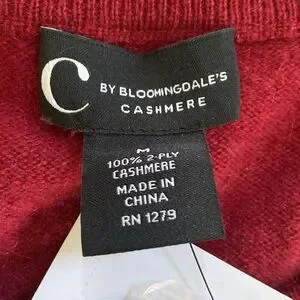 C BY BLOOMINGDALE'S
CASHMERE
M
100% 2-PLY
CASHMERE
MADE IN
CHINA
RN 1279